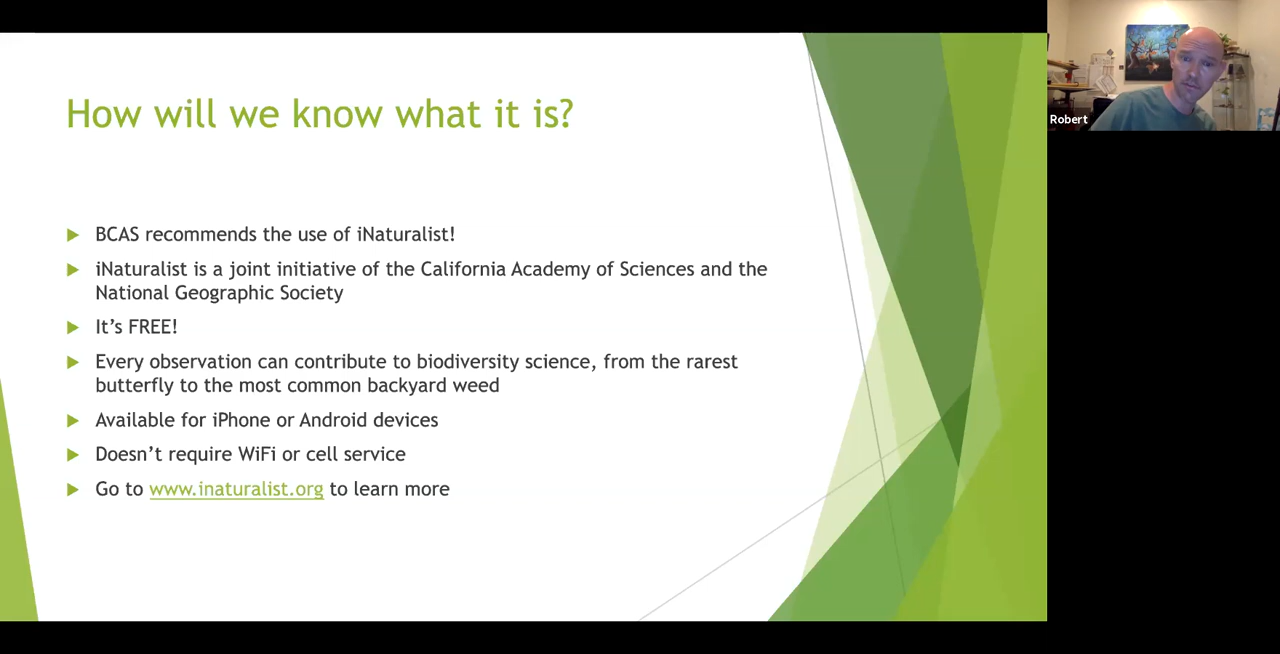 How will we know what it is?
BCAS recommends the use of iNaturalist!
iNaturalist is a joint initiative of the California Academy of Sciences and the
National Geographic Society
It’s FREE!
Every observation can contribute to biodiversity science, from the rarest
butterfly to the most common backyard weed
Available for iPhone or Android devices
Doesn’t require WiFi or cell service
Go to www.inaturalist.org to learn more
Robert